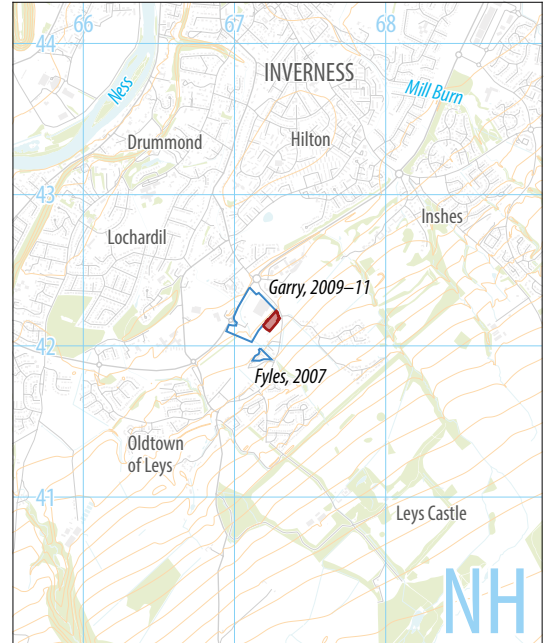 66
67
68
44
INVERNESS
Ness
Mill Burn
Drummond
Hilton
43
Inshes
Lochardil
Garry, 2009–11
42
Fyles, 2007
Oldtown
of Leys
41
Leys Castle
NH